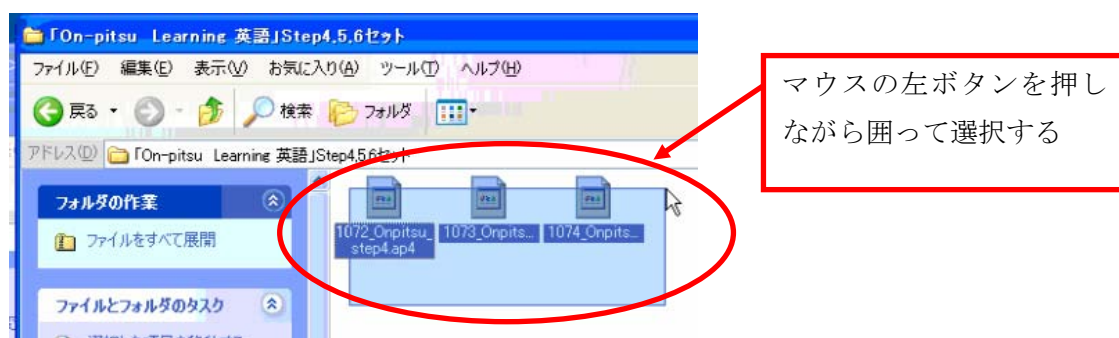 「On-pitsu Learning 英語」Step4,5,6セット
ファイル(F) 編集(E) 表示(V) お気に入り(A) ツール(T) ヘルプ(H)
戻る 検索 フォルダ
アドレス(D) 「On-pitsu Learning 英語」Step4,5,6セット
マウスの左ボタンを押し
ながら囲って選択する
フォルダの作業
ファイルをすべて展開
ファイルとフォルダのタスク
1072_Onpitsu_
step4.ap4
1073_Onpits...
1074_Onpits...